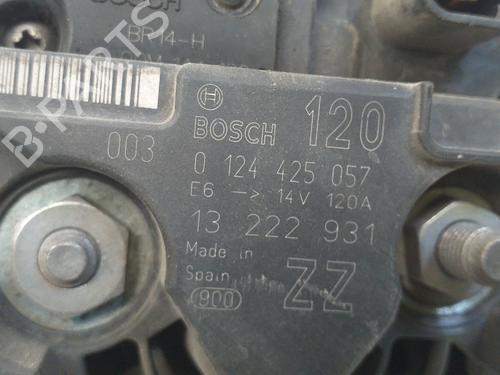 BOSCH
BR14-H
B-PARTS
BOSCH 120
003
0 124 425 057
E6 --> 14V 120A
13 222 931
Made in
Spain
ZZ
900